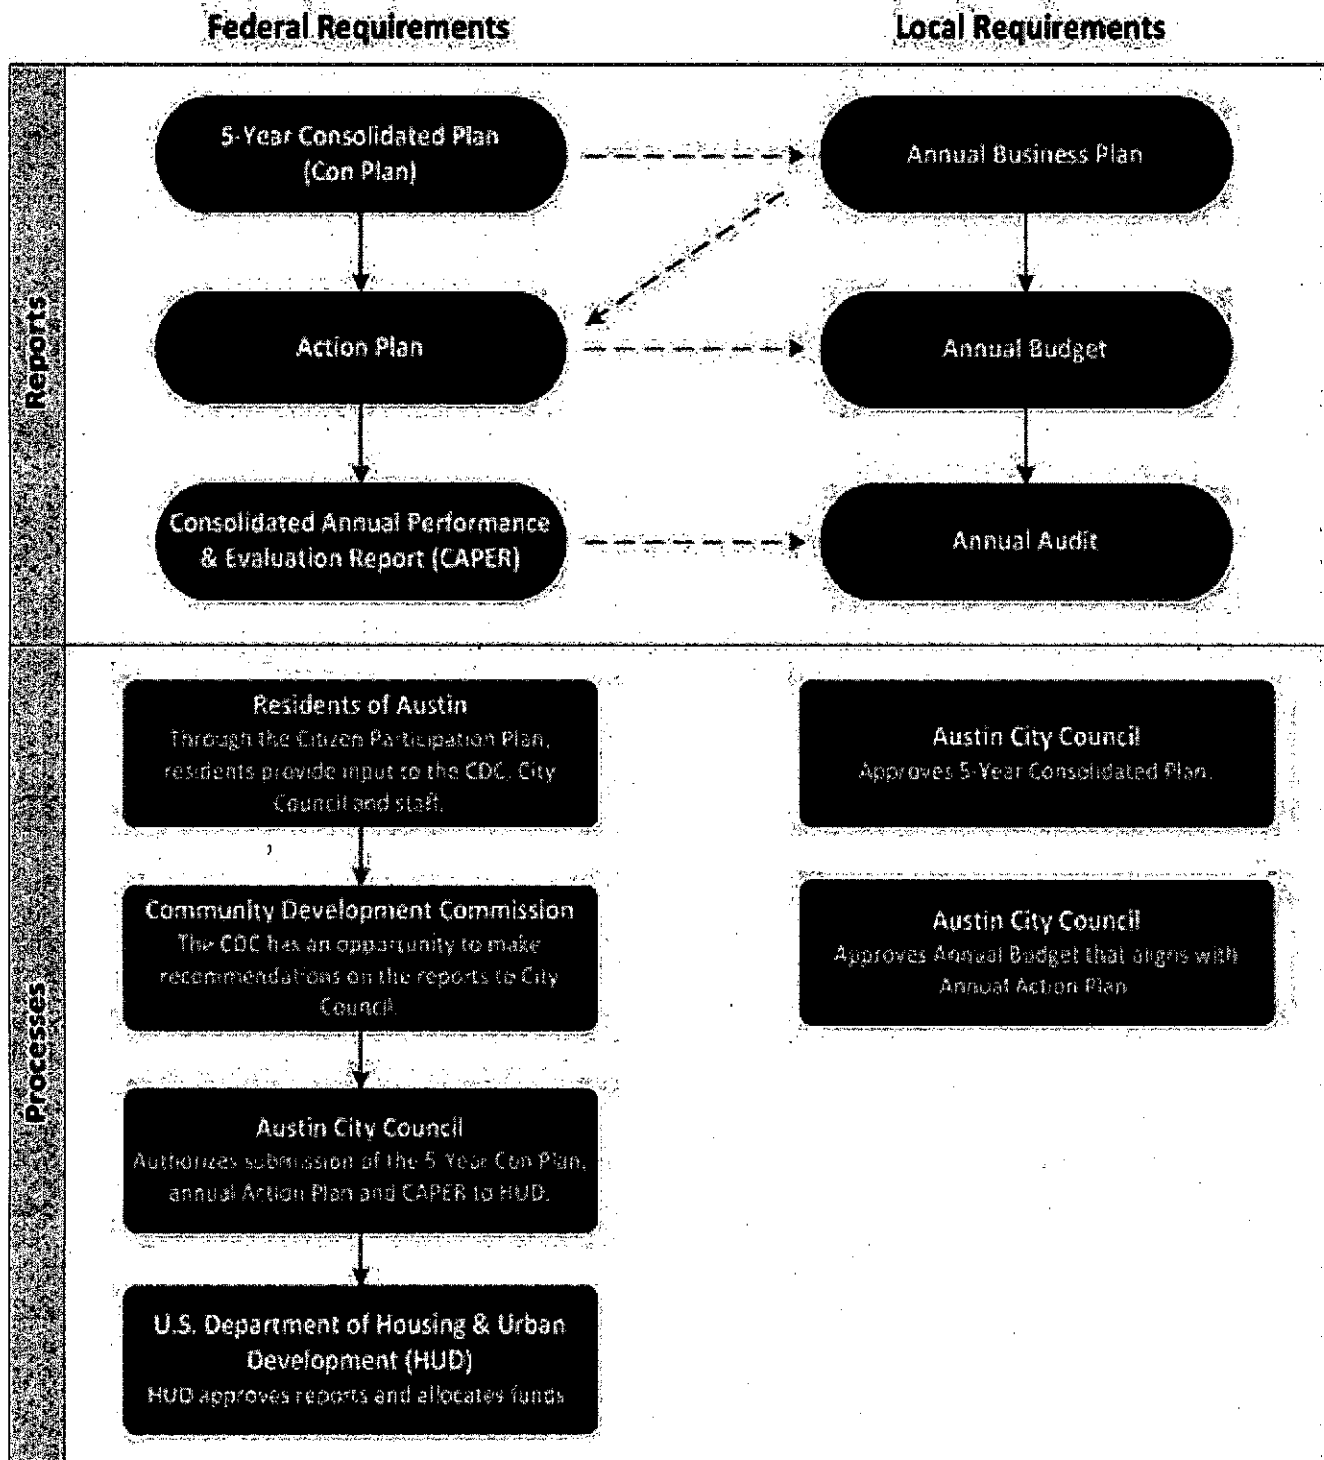 Federal Requirements
Local Requirements
Reports
5-Year Consolidated Plan
(Con Plan)
Annual Business Plan
Action Plan
Annual Budget
Consolidated Annual Performance
& Evaluation Report (CAPER)
Annual Audit
Processes
Residents of Austin
Through the Citizen Participation Plan,
residents provide input to the CDC, City
Council and staff.
Austin City Council
Approves 5-Year Consolidated Plan.
Community Development Commission
The CDC has an opportunity to make
recommendations on the reports to City
Council.
Austin City Council
Approves Annual Budget that aligns with
Annual Action Plan
Austin City Council
Authorizes submission of the 5-Year Con Plan,
annual Action Plan and CAPER to HUD.
U.S. Department of Housing & Urban
Development (HUD)
HUD approves reports and allocates funds